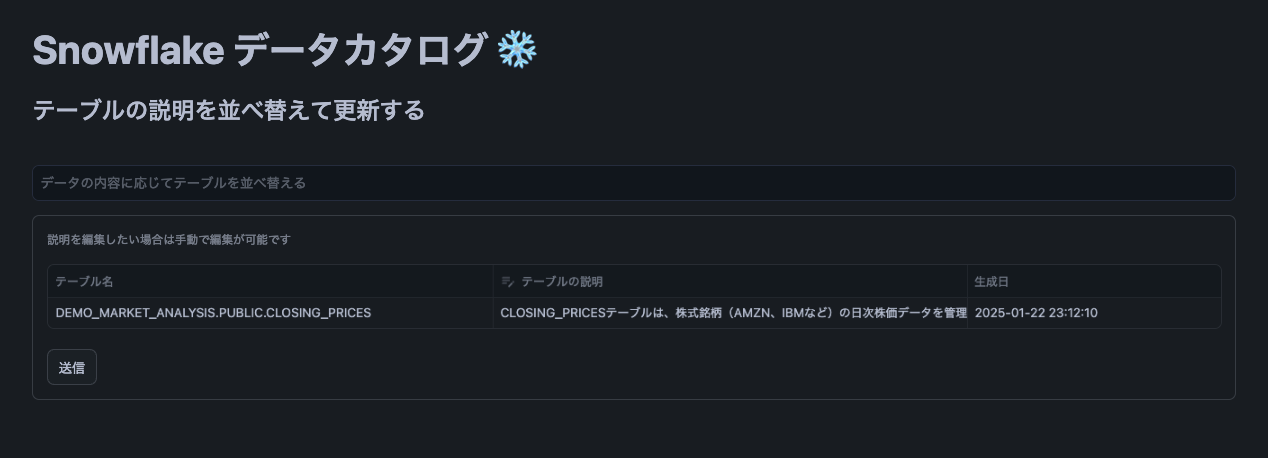 Snowflake データカタログ ❄️
テーブルの説明を並べ替えて更新する
データの内容に応じてテーブルを並べ替える
説明を編集したい場合は手動で編集が可能です
テーブル名 テーブルの説明 生成日
DEMO_MARKET_ANALYSIS.PUBLIC.CLOSING_PRICES CLOSING_PRICESテーブルは、株式銘柄（AMZN、IBMなど）の日次株価データを管理 2025-01-22 23:12:10
送信